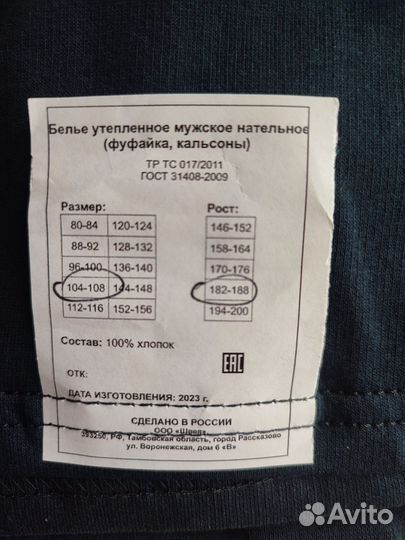 Белье утепленное мужское нательное
(фуфайка, кальсоны)
ТР ТС 017/2011
ГОСТ 31408-2009
Размер: Рост:
80-84 120-124 146-152
88-92 128-132 158-164
96-100 136-140 170-176
104-108 144-148 182-188
112-116 152-156 194-200
Состав: 100% хлопок
EAC
ОТК:
ДАТА ИЗГОТОВЛЕНИЯ: 2023 г.
СДЕЛАНО В РОССИИ
ООО «Швея»
393250, РФ, Тамбовская область, город Рассказово
ул. Воронежская, дом 6 «В»
Avito